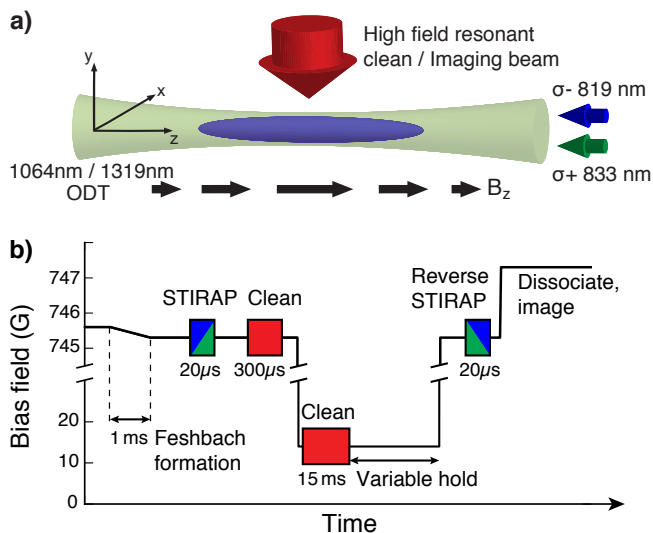 a)
High field resonant
clean / Imaging beam
y
x
z
σ- 819 nm
σ+ 833 nm
1064nm / 1319nm
ODT
B_z
b)
Bias field (G)
747
746
745
20
10
0
STIRAP
Clean
Reverse
STIRAP
Dissociate,
image
20µs
300µs
20µs
1 ms
Feshbach
formation
Clean
15 ms
Variable hold
Time